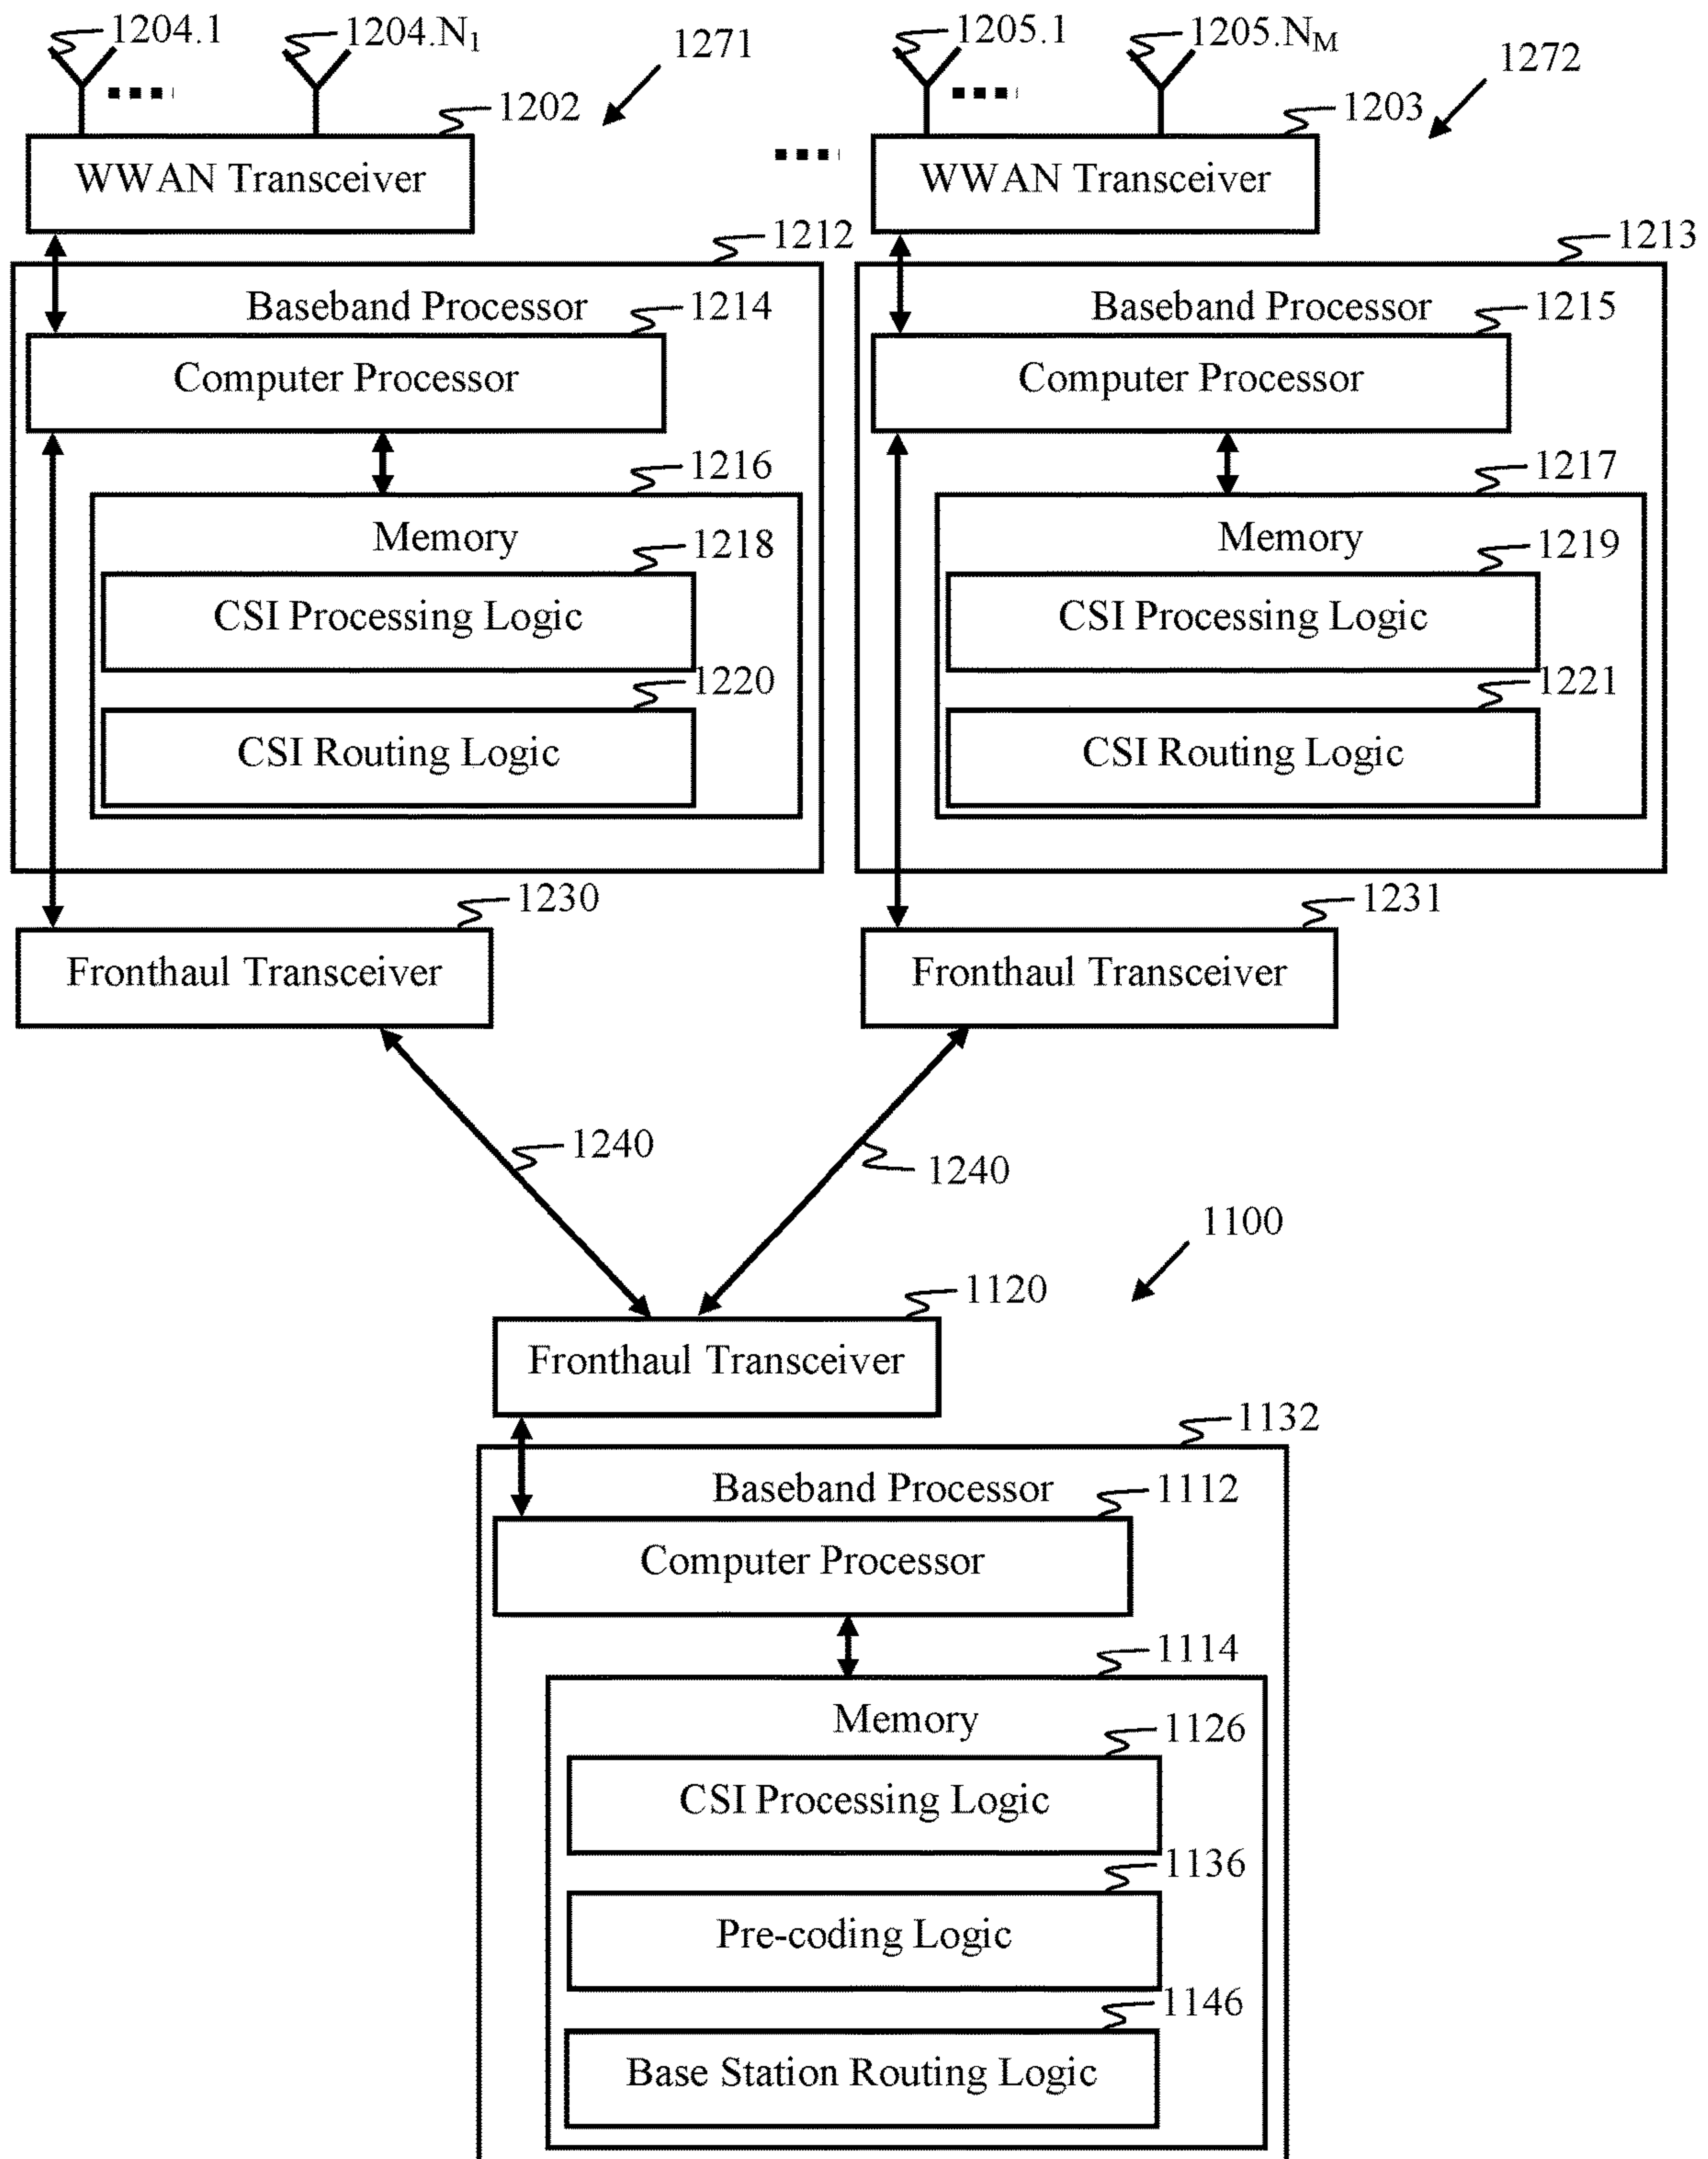 1204.1
1204.N1
1271
1205.1
1205.NM
1272
1202
1203
WWAN Transceiver
WWAN Transceiver
1212
1213
Baseband Processor
Baseband Processor
1214
1215
Computer Processor
Computer Processor
1216
1217
Memory
Memory
1218
1219
CSI Processing Logic
CSI Processing Logic
1220
1221
CSI Routing Logic
CSI Routing Logic
1230
1231
Fronthaul Transceiver
Fronthaul Transceiver
1240
1240
1100
1120
Fronthaul Transceiver
1132
Baseband Processor
1112
Computer Processor
1114
Memory
1126
CSI Processing Logic
1136
Pre-coding Logic
1146
Base Station Routing Logic